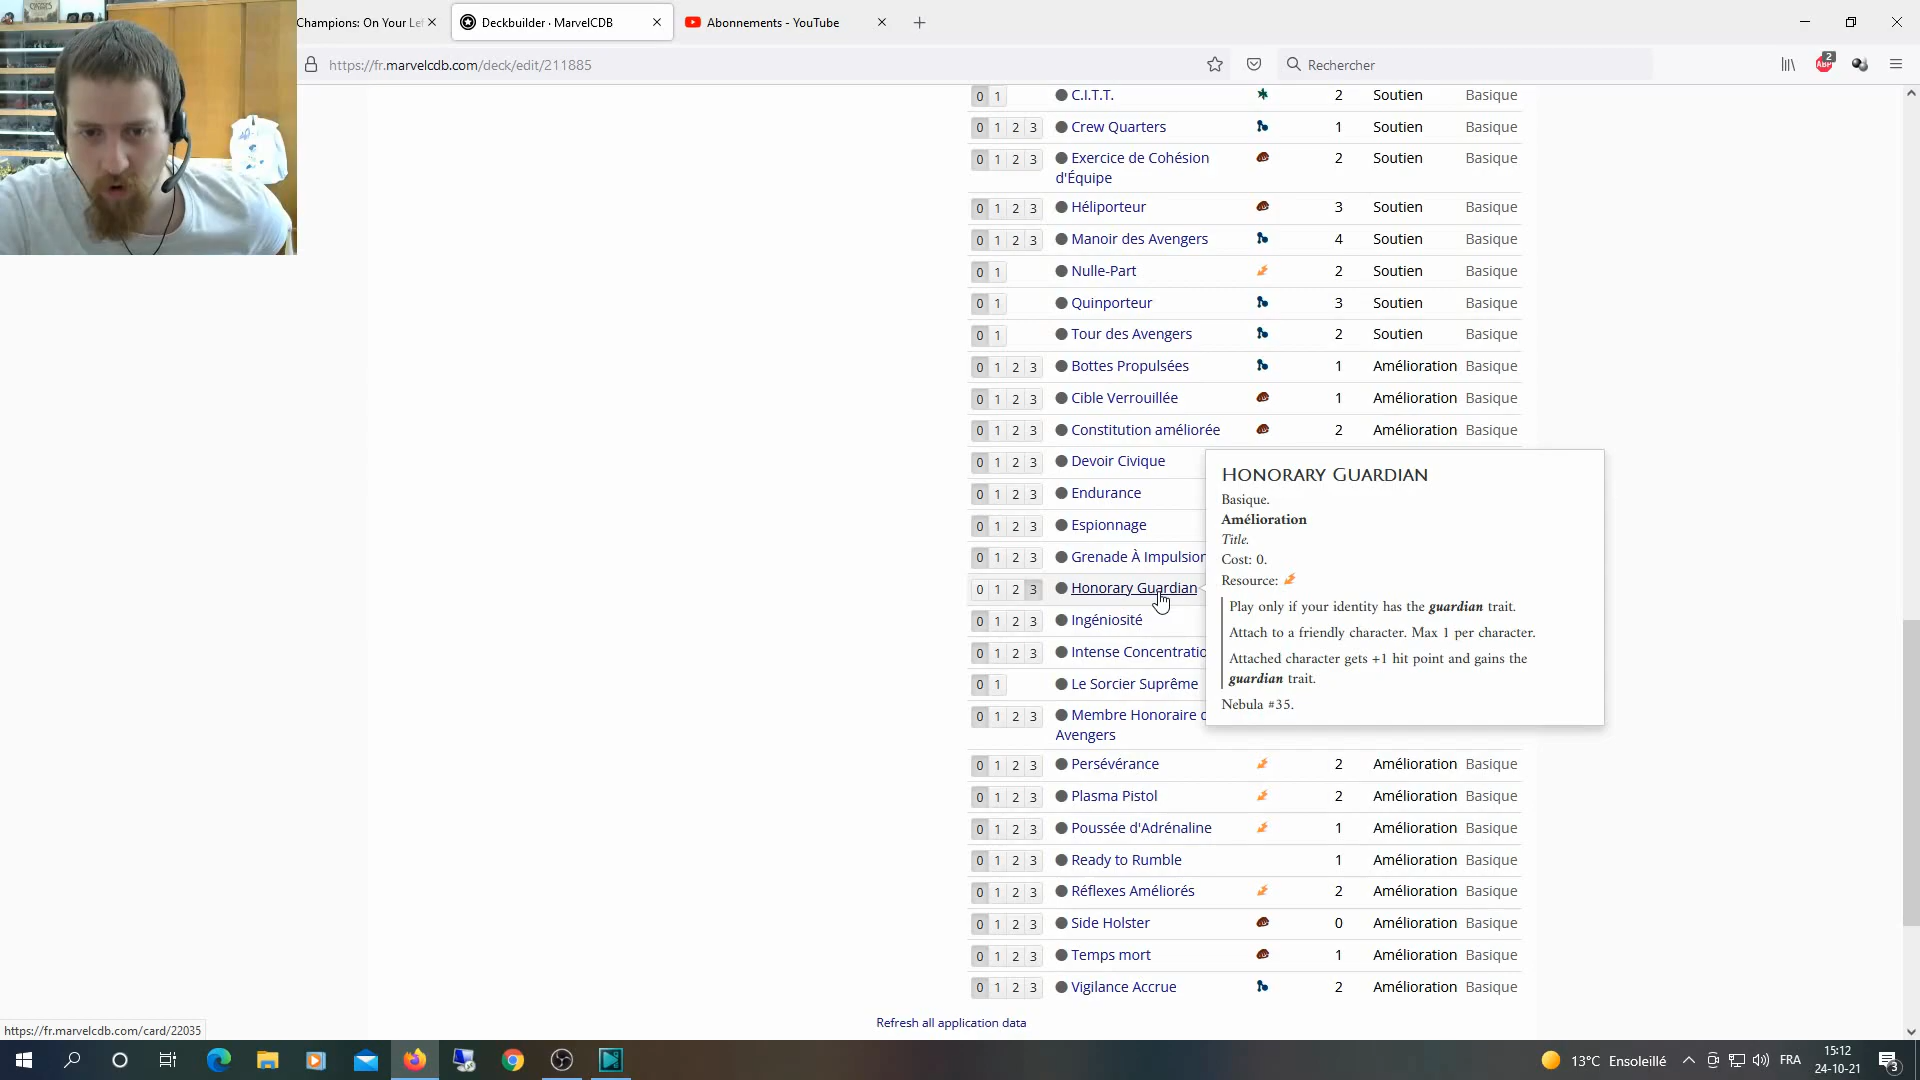 Champions: On Your Le
Deckbuilder · MarvelCDB
Abonnements - YouTube
https://fr.marvelcdb.com/deck/edit/211885
Rechercher
2
0 1 C.I.T.T. 2 Soutien Basique
0 1 2 3 Crew Quarters 1 Soutien Basique
0 1 2 3 Exercice de Cohésion 2 Soutien Basique
d'Équipe
0 1 2 3 Héliporteur 3 Soutien Basique
0 1 2 3 Manoir des Avengers 4 Soutien Basique
0 1 Nulle-Part 2 Soutien Basique
0 1 Quinporteur 3 Soutien Basique
0 1 Tour des Avengers 2 Soutien Basique
0 1 2 3 Bottes Propulsées 1 Amélioration Basique
0 1 2 3 Cible Verrouillée 1 Amélioration Basique
0 1 2 3 Constitution améliorée 2 Amélioration Basique
0 1 2 3 Devoir Civique
0 1 2 3 Endurance
0 1 2 3 Espionnage
0 1 2 3 Grenade À Impulsion
0 1 2 3 Honorary Guardian
0 1 2 3 Ingéniosité
0 1 2 3 Intense Concentratio
0 1 Le Sorcier Suprême
0 1 2 3 Membre Honoraire d
Avengers
HONORARY GUARDIAN
Basique.
Amélioration
Title.
Cost: 0.
Resource:
Play only if your identity has the guardian trait.
Attach to a friendly character. Max 1 per character.
Attached character gets +1 hit point and gains the
guardian trait.
Nebula #35.
0 1 2 3 Persévérance 2 Amélioration Basique
0 1 2 3 Plasma Pistol 2 Amélioration Basique
0 1 2 3 Poussée d'Adrénaline 1 Amélioration Basique
0 1 2 3 Ready to Rumble 1 Amélioration Basique
0 1 2 3 Réflexes Améliorés 2 Amélioration Basique
0 1 2 3 Side Holster 0 Amélioration Basique
0 1 2 3 Temps mort 1 Amélioration Basique
0 1 2 3 Vigilance Accrue 2 Amélioration Basique
Refresh all application data
https://fr.marvelcdb.com/card/22035
13°C Ensoleillé
FRA
15:12
24-10-21
3